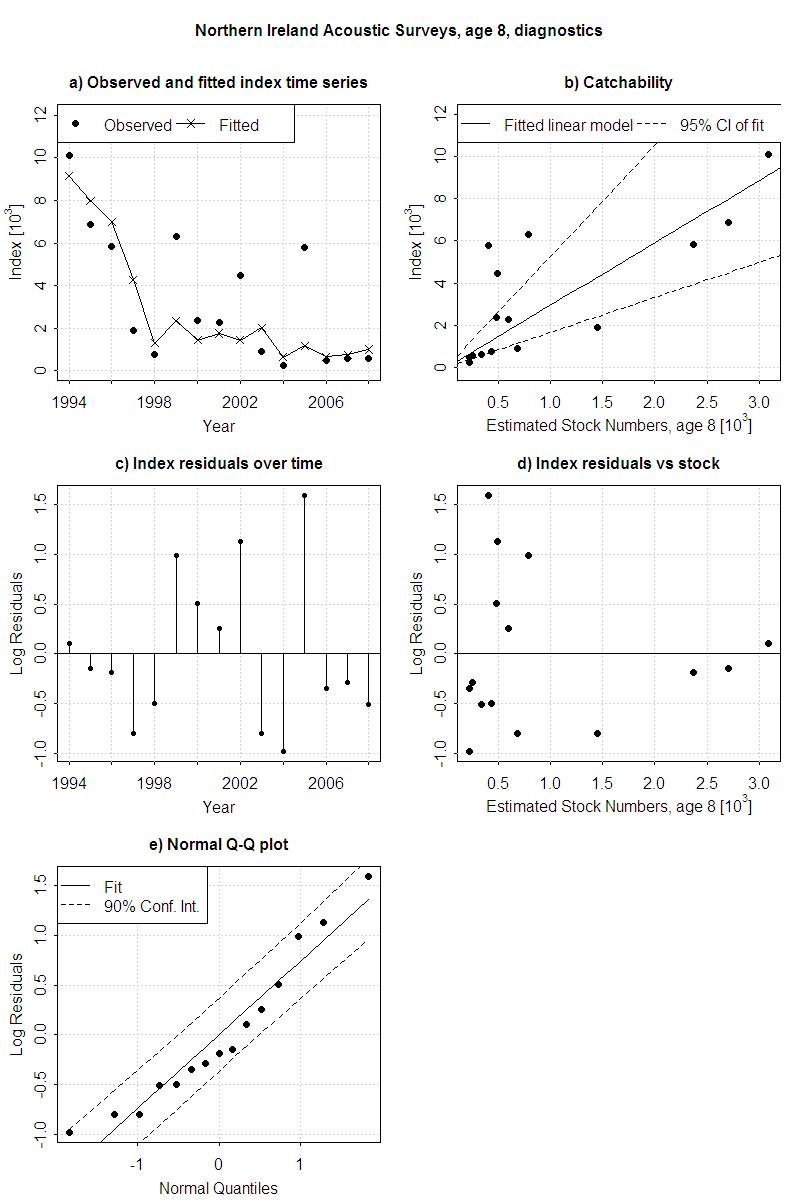 Northern Ireland Acoustic Surveys, age 8, diagnostics
a) Observed and fitted index time series
Observed Fitted
Index [10^3]
12
10
8
6
4
2
0
1994 1998 2002 2006
Year
b) Catchability
Fitted linear model 95% CI of fit
Index [10^3]
12
10
8
6
4
2
0
0.5 1.0 1.5 2.0 2.5 3.0
Estimated Stock Numbers, age 8 [10^3]
c) Index residuals over time
Log Residuals
1.5
1.0
0.5
0.0
-0.5
-1.0
1994 1998 2002 2006
Year
d) Index residuals vs stock
Log Residuals
1.5
1.0
0.5
0.0
-0.5
-1.0
0.5 1.0 1.5 2.0 2.5 3.0
Estimated Stock Numbers, age 8 [10^3]
e) Normal Q-Q plot
Fit
90% Conf. Int.
Log Residuals
1.5
1.0
0.5
0.0
-0.5
-1.0
-1 0 1
Normal Quantiles